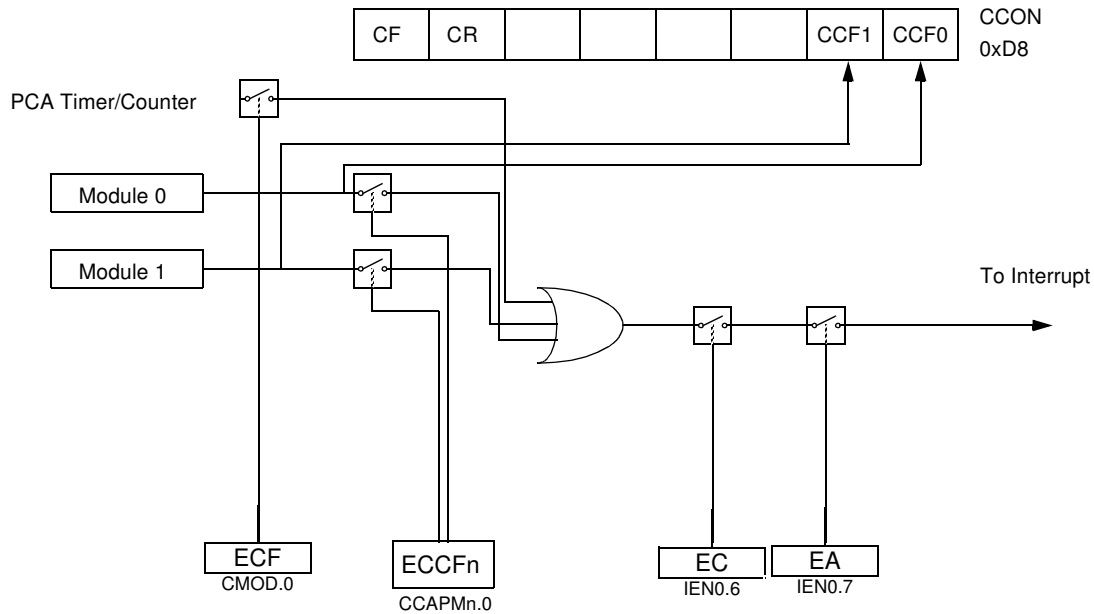 CF CR CCF1 CCF0 CCON
0xD8
PCA Timer/Counter
Module 0
Module 1
To Interrupt
ECF
CMOD.0
ECCFn
CCAPMn.0
EC
IEN0.6
EA
IEN0.7